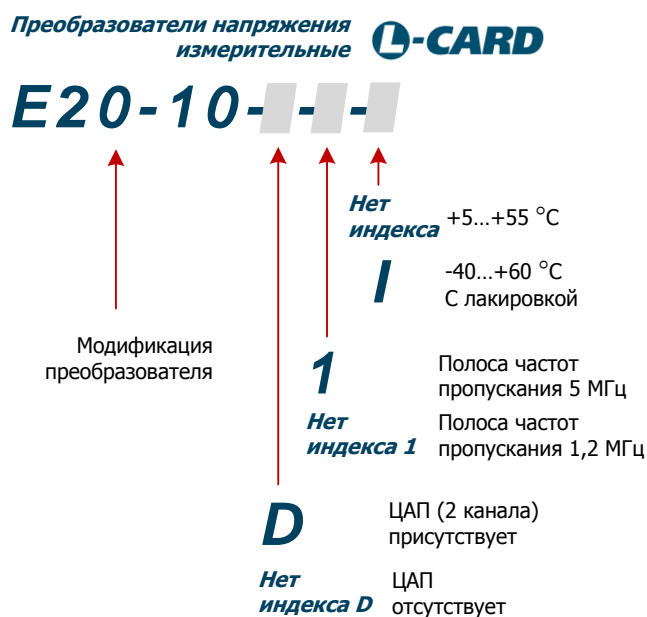 Преобразователи напряжения
измерительные
L-CARD
E20-10- - -
Нет
индекса
+5...+55 °C
I
-40...+60 °C
С лакировкой
Модификация
преобразователя
1
Полоса частот
пропускания 5 МГц
Нет
индекса 1
Полоса частот
пропускания 1,2 МГц
D
ЦАП (2 канала)
присутствует
Нет
индекса D
ЦАП
отсутствует